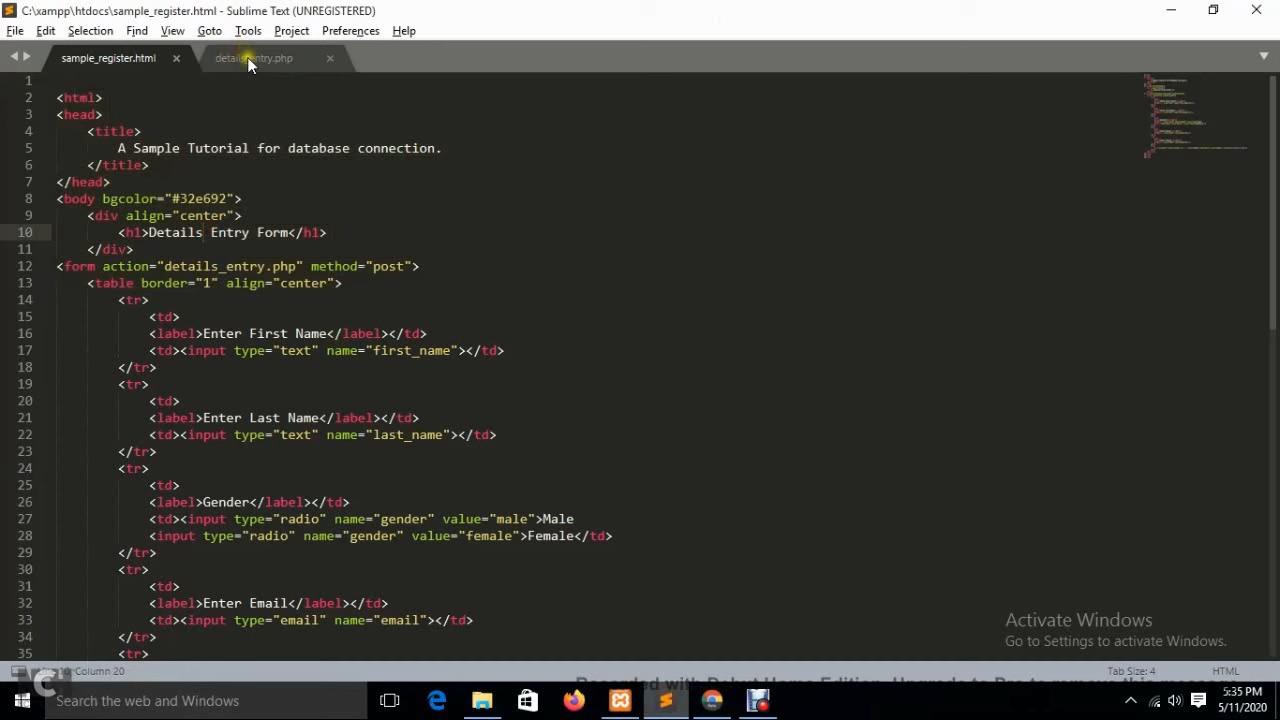 C:\xampp\htdocs\sample_register.html - Sublime Text (UNREGISTERED)
File Edit Selection Find View Goto Tools Project Preferences Help
sample_register.html details_entry.php
1
2 <html>
3 <head>
4 <title>
5 A Sample Tutorial for database connection.
6 </title>
7 </head>
8 <body bgcolor="#32e692">
9 <div align="center">
10 <h1>Details Entry Form</h1>
11 </div>
12 <form action="details_entry.php" method="post">
13 <table border="1" align="center">
14 <tr>
15 <td>
16 <label>Enter First Name</label></td>
17 <td><input type="text" name="first_name"></td>
18 </tr>
19 <tr>
20 <td>
21 <label>Enter Last Name</label></td>
22 <td><input type="text" name="last_name"></td>
23 </tr>
24 <tr>
25 <td>
26 <label>Gender</label></td>
27 <td><input type="radio" name="gender" value="male">Male
28 <input type="radio" name="gender" value="female">Female</td>
29 </tr>
30 <tr>
31 <td>
32 <label>Enter Email</label></td>
33 <td><input type="email" name="email"></td>
34 </tr>
35 <tr>
Activate Windows
Go to Settings to activate Windows.
10, Column 20 Tab Size: 4 HTML
Search the web and Windows
5:35 PM
5/11/2020